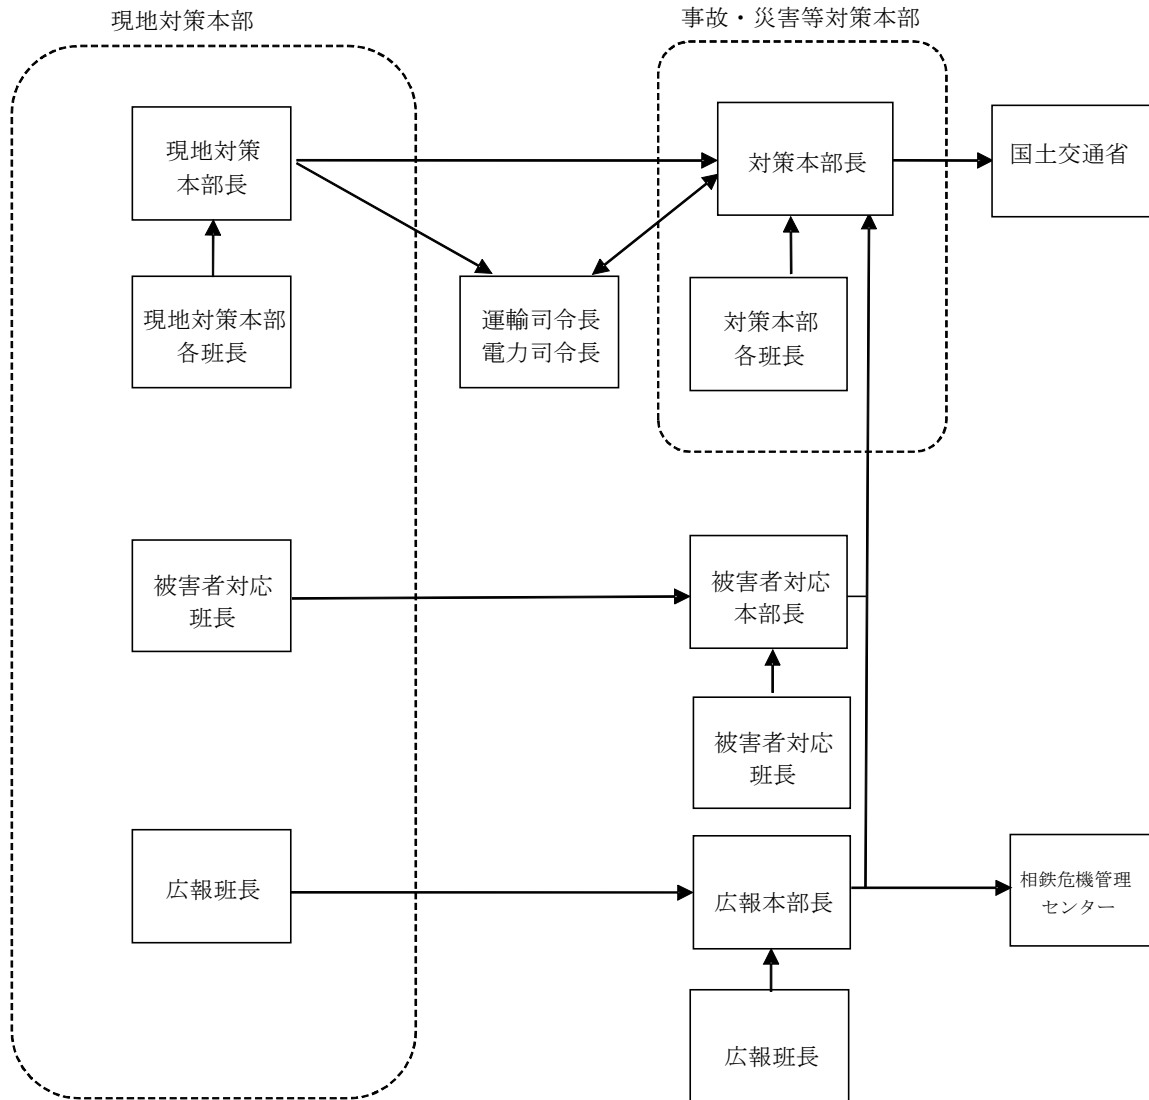 現地対策本部
事故・災害等対策本部
現地対策
本部長
対策本部長
国土交通省
現地対策本部
各班長
運輸司令長
電力司令長
対策本部
各班長
被害者対応
班長
被害者対応
本部長
被害者対応
班長
広報班長
広報本部長
相鉄危機管理
センター
広報班長